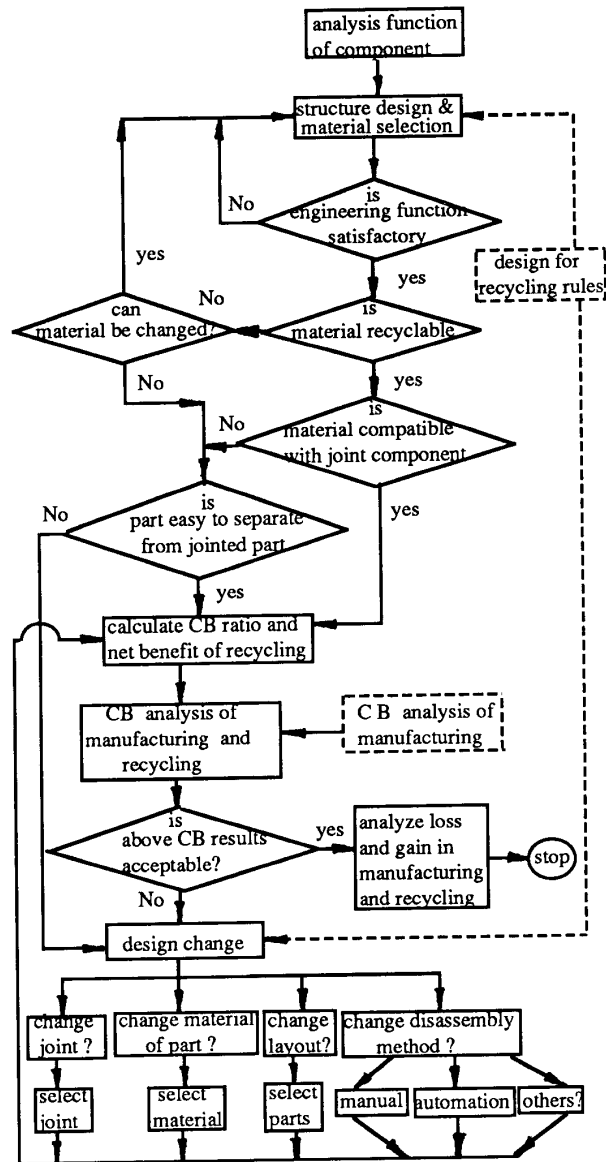 analysis function
of component
structure design &
material selection
No
is
engineering function
satisfactory
yes
yes
design for
recycling rules
can
material be changed?
No
is
material recyclable
No
yes
No
is
material compatible
with joint component
No
is
part easy to separate
from jointed part
yes
yes
calculate CB ratio and
net benefit of recycling
CB analysis of
manufacturing and
recycling
C B analysis of
manufacturing
is
above CB results
acceptable?
yes
analyze loss
and gain in
manufacturing
and recycling
stop
No
design change
change
joint ?
change material
of part ?
change
layout?
change disassembly
method ?
select
joint
select
material
select
parts
manual
automation
others?